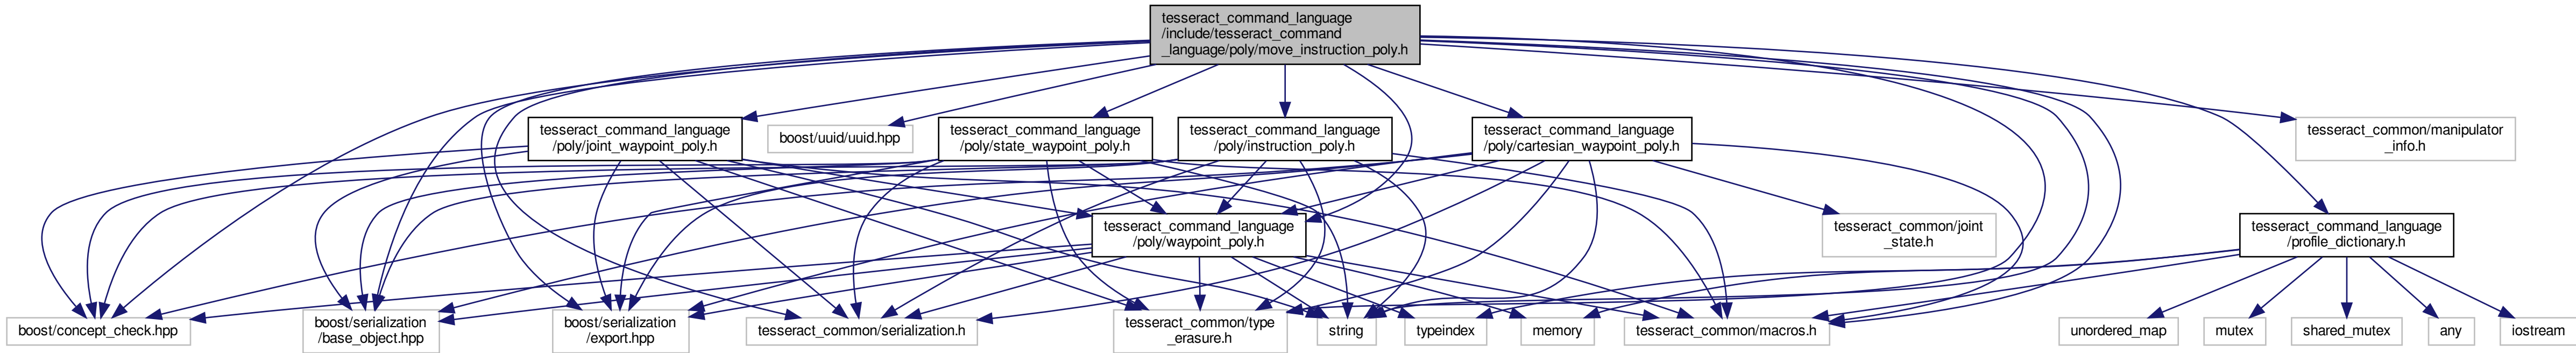 tesseract_command_language
/include/tesseract_command
_language/poly/move_instruction_poly.h
tesseract_command_language
/poly/joint_waypoint_poly.h
boost/uuid/uuid.hpp
tesseract_command_language
/poly/state_waypoint_poly.h
tesseract_command_language
/poly/instruction_poly.h
tesseract_command_language
/poly/cartesian_waypoint_poly.h
tesseract_common/manipulator
_info.h
tesseract_command_language
/poly/waypoint_poly.h
tesseract_common/joint
_state.h
tesseract_command_language
/profile_dictionary.h
boost/concept_check.hpp
boost/serialization
/base_object.hpp
boost/serialization
/export.hpp
tesseract_common/serialization.h
tesseract_common/type
_erasure.h
string
typeindex
memory
tesseract_common/macros.h
unordered_map
mutex
shared_mutex
any
iostream